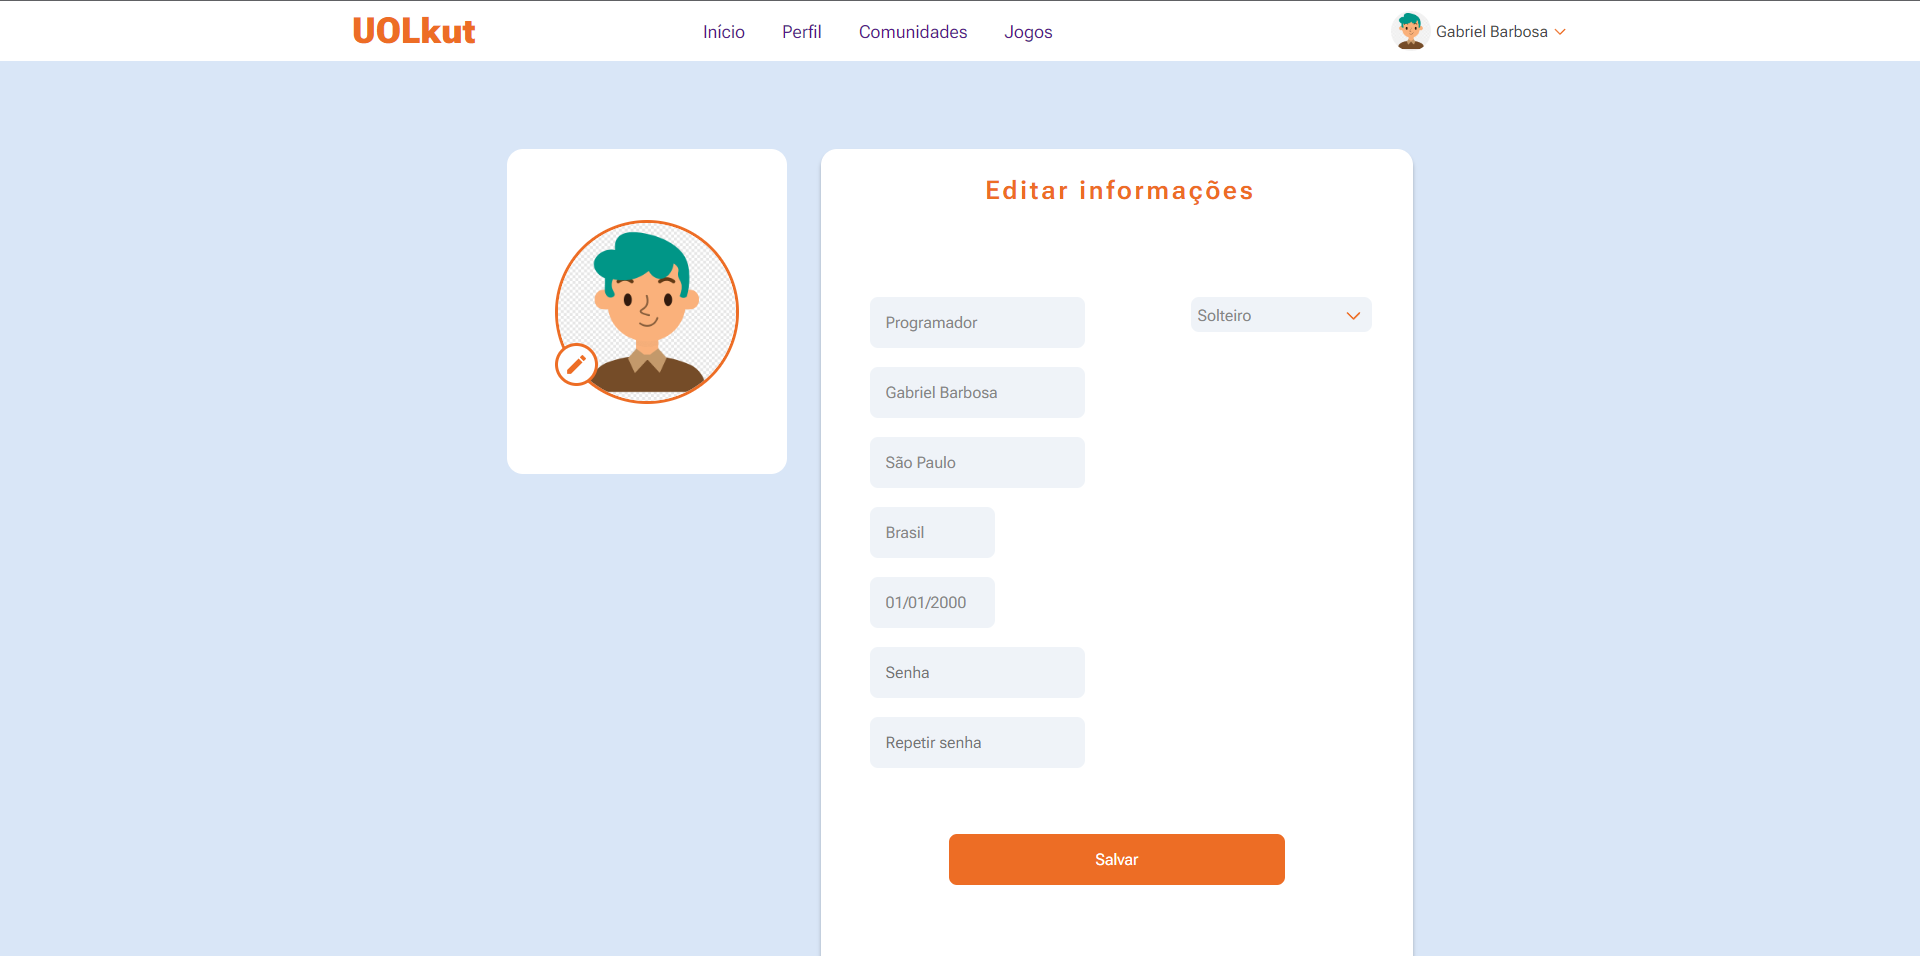 UOLkut
Início Perfil Comunidades Jogos
Gabriel Barbosa
Editar informações
Programador
Solteiro
Gabriel Barbosa
São Paulo
Brasil
01/01/2000
Senha
Repetir senha
Salvar